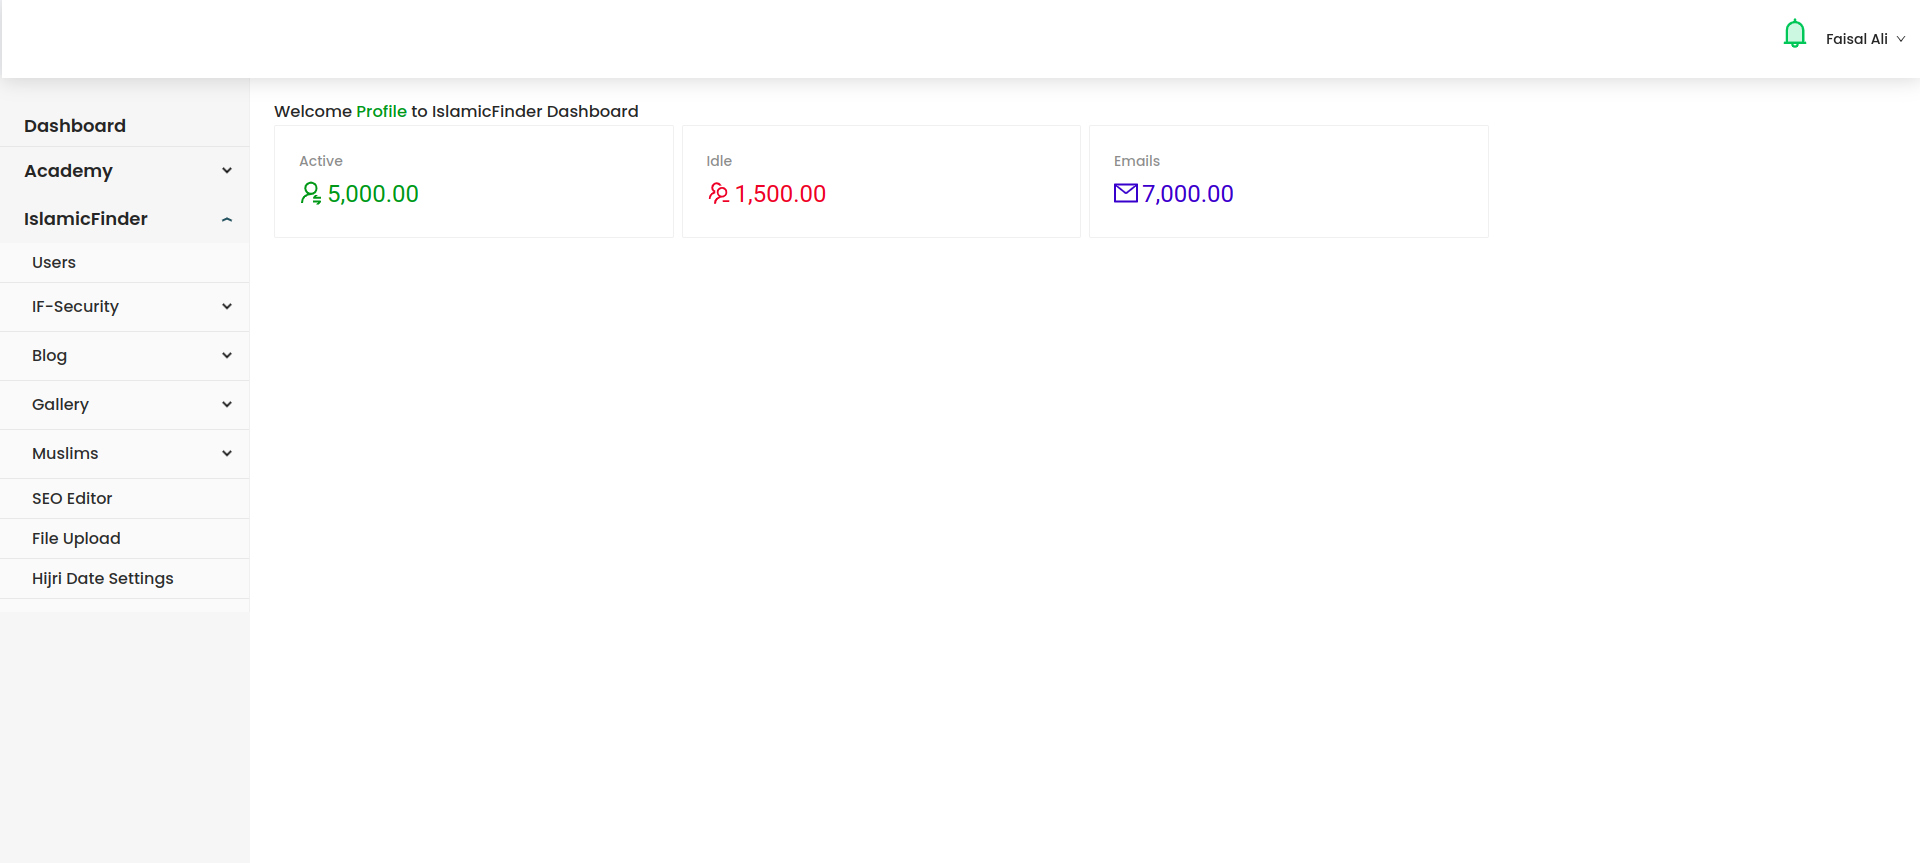 Faisal Ali
Dashboard
Academy
IslamicFinder
Users
IF-Security
Blog
Gallery
Muslims
SEO Editor
File Upload
Hijri Date Settings
Welcome Profile to IslamicFinder Dashboard
Active
5,000.00
Idle
1,500.00
Emails
7,000.00